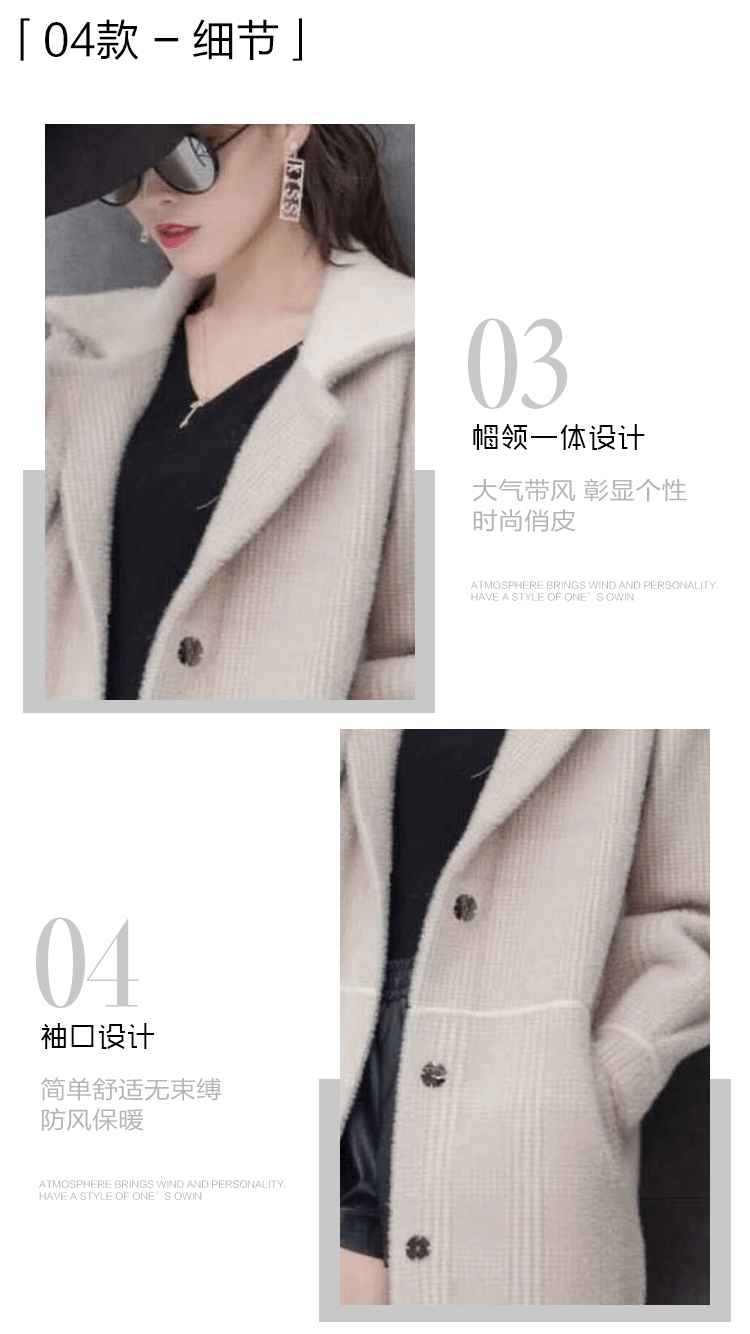 「04款 – 细节」
03
帽领一体设计
大气带风 彰显个性
时尚俏皮
ATMOSPHERE BRINGS WIND AND PERSONALITY.
HAVE A STYLE OF ONE’S OWIN
04
袖口设计
简单舒适无束缚
防风保暖
ATMOSPHERE BRINGS WIND AND PERSONALITY.
HAVE A STYLE OF ONE’S OWIN